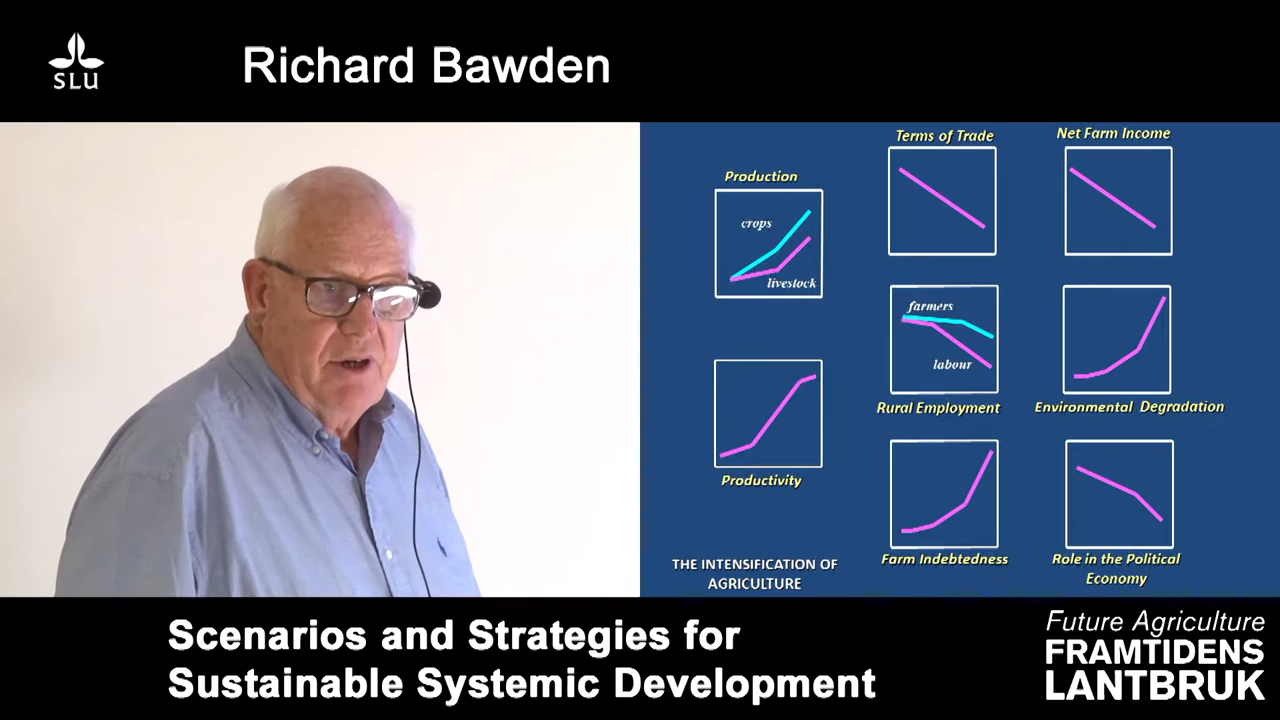 SLU
Richard Bawden
Terms of Trade
Net Farm Income
Production
crops
livestock
farmers
labour
Rural Employment
Environmental Degradation
Productivity
Farm Indebtedness
Role in the Political
Economy
THE INTENSIFICATION OF
AGRICULTURE
Scenarios and Strategies for
Sustainable Systemic Development
Future Agriculture
FRAMTIDENS
LANTBRUK